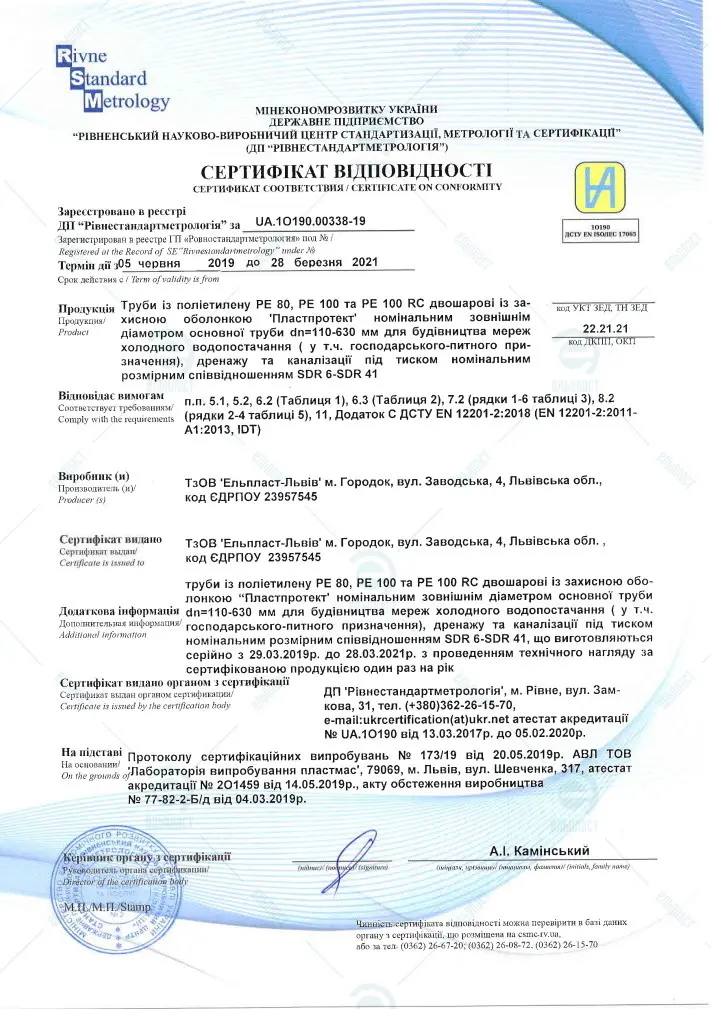 Rivne
Standard
Metrology
МІНЕКОНОМРОЗВИТКУ УКРАЇНИ
ДЕРЖАВНЕ ПІДПРИЄМСТВО
“РІВНЕНСЬКИЙ НАУКОВО-ВИРОБНИЧИЙ ЦЕНТР СТАНДАРТИЗАЦІЇ, МЕТРОЛОГІЇ ТА СЕРТИФІКАЦІЇ”
(ДП “РІВНЕСТАНДАРТМЕТРОЛОГІЯ”)
СЕРТИФІКАТ ВІДПОВІДНОСТІ
СЕРТИФИКАТ СООТВЕТСТВИЯ / CERTIFICATE ON CONFORMITY
1О190
ДСТУ EN ISO/IEC 17065
Зареєстровано в реєстрі
ДП “Рівнестандартметрологія” за UA.1О190.00338-19
Зарегистрирован в реестре ГП «Ровностандартметрология» под № /
Registered at the Record of SE"Rivnestandartmetrology" under №
Термін дії з 05 червня 2019 до 28 березня 2021
Срок действия с / Term of validity is from
Продукція
Продукция/
Product
Труби із поліетилену РЕ 80, РЕ 100 та РЕ 100 RC двошарові із за-
хисною оболонкою 'Пластпротект' номінальним зовнішнім
діаметром основної труби dn=110-630 мм для будівництва мереж
холодного водопостачання ( у т.ч. господарського-питного при-
значення), дренажу та каналізації під тиском номінальним
розмірним співвідношенням SDR 6-SDR 41
код УКТ ЗЕД, ТН ЗЕД
22.21.21
код ДКПП, ОКП
Відповідає вимогам
Соответствует требованиям/
Comply with the requirements
п.п. 5.1, 5.2, 6.2 (Таблиця 1), 6.3 (Таблиця 2), 7.2 (рядки 1-6 таблиці 3), 8.2
(рядки 2-4 таблиці 5), 11, Додаток С ДСТУ EN 12201-2:2018 (EN 12201-2:2011-
А1:2013, IDT)
Виробник (и)
Производитель (и)/
Producer (s)
ТзОВ 'Ельпласт-Львів' м. Городок, вул. Заводська, 4, Львівська обл.,
код ЄДРПОУ 23957545
Сертифікат видано
Сертификат выдан/
Certificate is issued to
ТзОВ 'Ельпласт-Львів' м. Городок, вул. Заводська, 4, Львівська обл. ,
код ЄДРПОУ 23957545
Додаткова інформація
Дополнительная информация/
Additional information
труби із поліетилену РЕ 80, РЕ 100 та РЕ 100 RC двошарові із захисною обо-
лонкою “Пластпротект' номінальним зовнішнім діаметром основної труби
dn=110-630 мм для будівництва мереж холодного водопостачання ( у т.ч.
господарського-питного призначення), дренажу та каналізації під тиском
номінальним розмірним співвідношенням SDR 6-SDR 41, що виготовляються
серійно з 29.03.2019р. до 28.03.2021р. з проведенням технічного нагляду за
сертифікованою продукцією один раз на рік
Сертифікат видано органом з сертифікації
Сертификат выдан органом сертификации/
Certificate is issued by the certification body
ДП 'Рівнестандартметрологія', м. Рівне, вул. Зам-
кова, 31, тел. (+380)362-26-15-70,
e-mail:ukrcertification(at)ukr.net атестат акредитації
№ UA.1О190 від 13.03.2017р. до 05.02.2020р.
На підставі
На основании/
On the grounds of
Протоколу сертифікаційних випробувань № 173/19 від 20.05.2019р. АВЛ ТОВ
'Лабораторія випробування пластмас', 79069, м. Львів, вул. Шевченка, 317, атестат
акредитації № 2О1459 від 14.05.2019р., акту обстеження виробництва
№ 77-82-2-Б/д від 04.03.2019р.
Керівник органу з сертифікації
Руководитель органа сертификации/
Director of the certification body
М.П./М.П./Stamp
(підпис) (подпись) (signature)
А.І. Камінський
(ініціали, прізвище) (инициалы, фамилия) (initials, family name)
Чинність сертифіката відповідності можна перевірити в базі даних
органу з сертифікації, що розміщена на csmc-rv.ua,
або за тел. (0362) 26-67-20; (0362) 26-08-72, (0362) 26-15-70